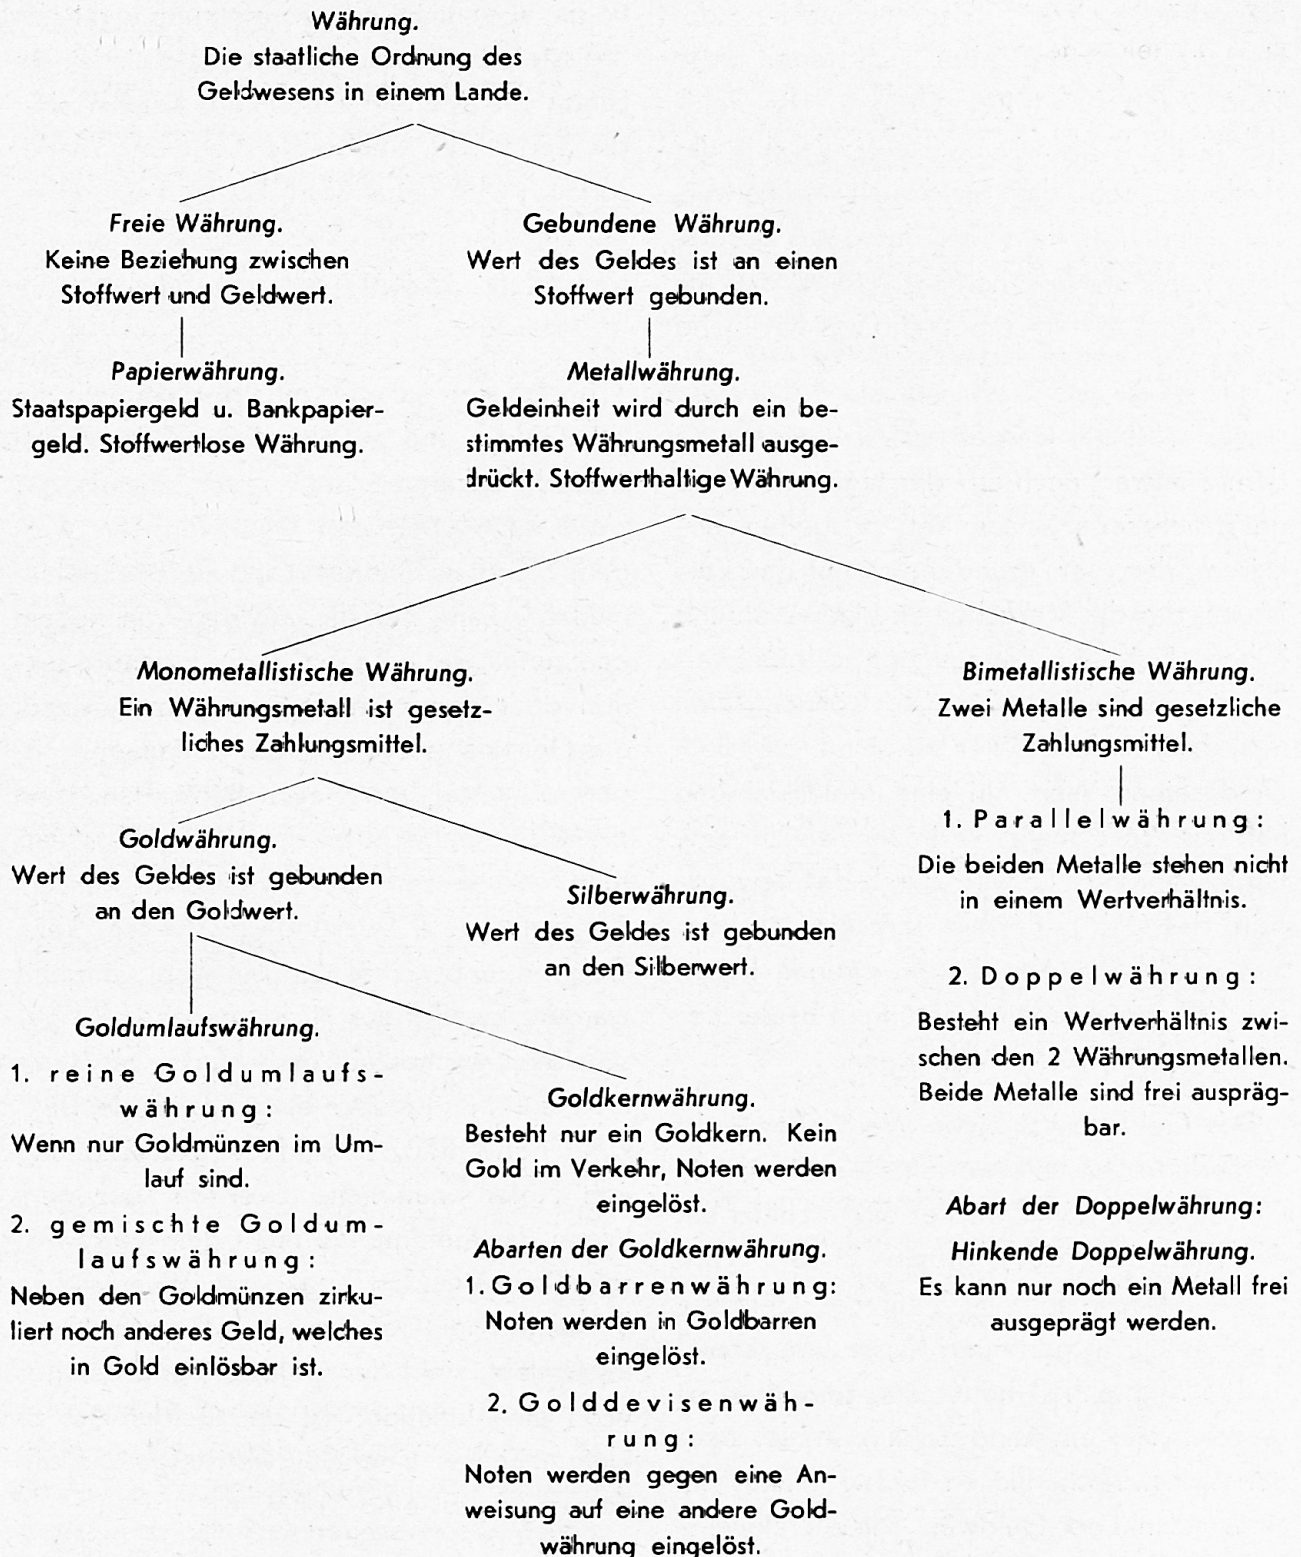 Währung.
Die staatliche Ordnung des
Geldwesens in einem Lande.
Freie Währung.
Keine Beziehung zwischen
Stoffwert und Geldwert.
Papierwährung.
Staatspapiergeld u. Bankpapier-
geld. Stoffwertlose Währung.
Gebundene Währung.
Wert des Geldes ist an einen
Stoffwert gebunden.
Metallwährung.
Geldeinheit wird durch ein be-
stimmtes Währungsmetall ausge-
drückt. Stoffwerthaltige Währung.
Monometallistische Währung.
Ein Währungsmetall ist gesetz-
liches Zahlungsmittel.
Goldwährung.
Wert des Geldes ist gebunden
an den Goldwert.
Goldumlaufswährung.
1. reine Goldumlaufs-
währung:
Wenn nur Goldmünzen im Um-
lauf sind.
2. gemischte Goldum-
laufswährung:
Neben den Goldmünzen zirku-
liert noch anderes Geld, welches
in Gold einlösbar ist.
Silberwährung.
Wert des Geldes ist gebunden
an den Silberwert.
Goldkernwährung.
Besteht nur ein Goldkern. Kein
Gold im Verkehr, Noten werden
eingelöst.
Abarten der Goldkernwährung.
1. Goldbarrenwährung:
Noten werden in Goldbarren
eingelöst.
2. Golddevisenwäh-
rung:
Noten werden gegen eine An-
weisung auf eine andere Gold-
währung eingelöst.
Bimetallistische Währung.
Zwei Metalle sind gesetzliche
Zahlungsmittel.
1. Parallelwährung:
Die beiden Metalle stehen nicht
in einem Wertverhältnis.
2. Doppelwährung:
Besteht ein Wertverhältnis zwi-
schen den 2 Währungsmetallen.
Beide Metalle sind frei auspräg-
bar.
Abart der Doppelwährung:
Hinkende Doppelwährung.
Es kann nur noch ein Metall frei
ausgeprägt werden.